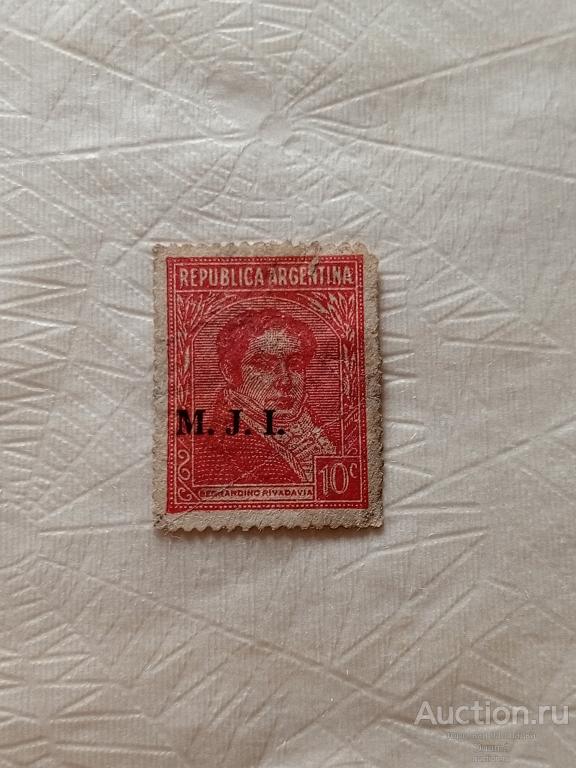 REPUBLICA ARGENTINA
M. J. I.
10c
BERNARDINO RIVADAVIA
Auction.ru